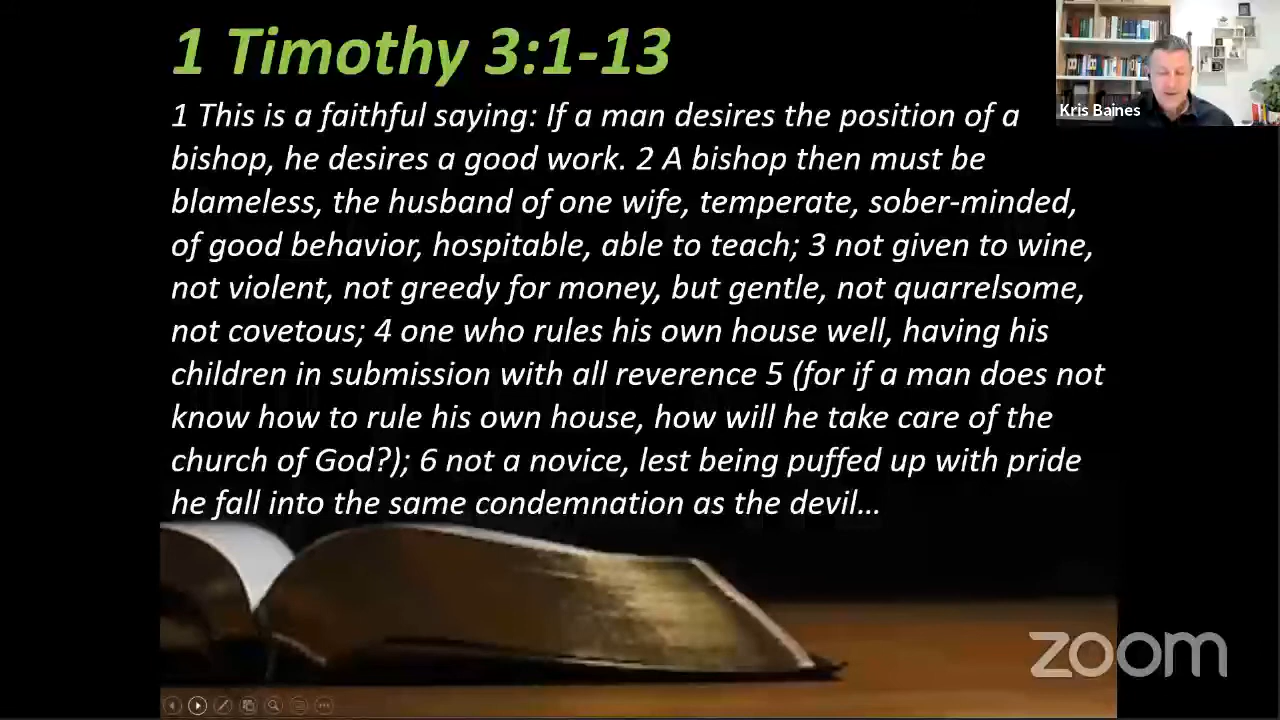 1 Timothy 3:1-13
1 This is a faithful saying: If a man desires the position of a
bishop, he desires a good work. 2 A bishop then must be
blameless, the husband of one wife, temperate, sober-minded,
of good behavior, hospitable, able to teach; 3 not given to wine,
not violent, not greedy for money, but gentle, not quarrelsome,
not covetous; 4 one who rules his own house well, having his
children in submission with all reverence 5 (for if a man does not
know how to rule his own house, how will he take care of the
church of God?); 6 not a novice, lest being puffed up with pride
he fall into the same condemnation as the devil...
Kris Baines
zoom